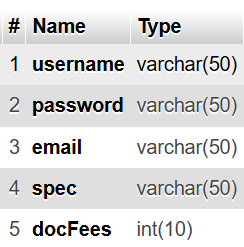 # Name Type
1 username varchar(50)
2 password varchar(50)
3 email varchar(50)
4 spec varchar(50)
5 docFees int(10)